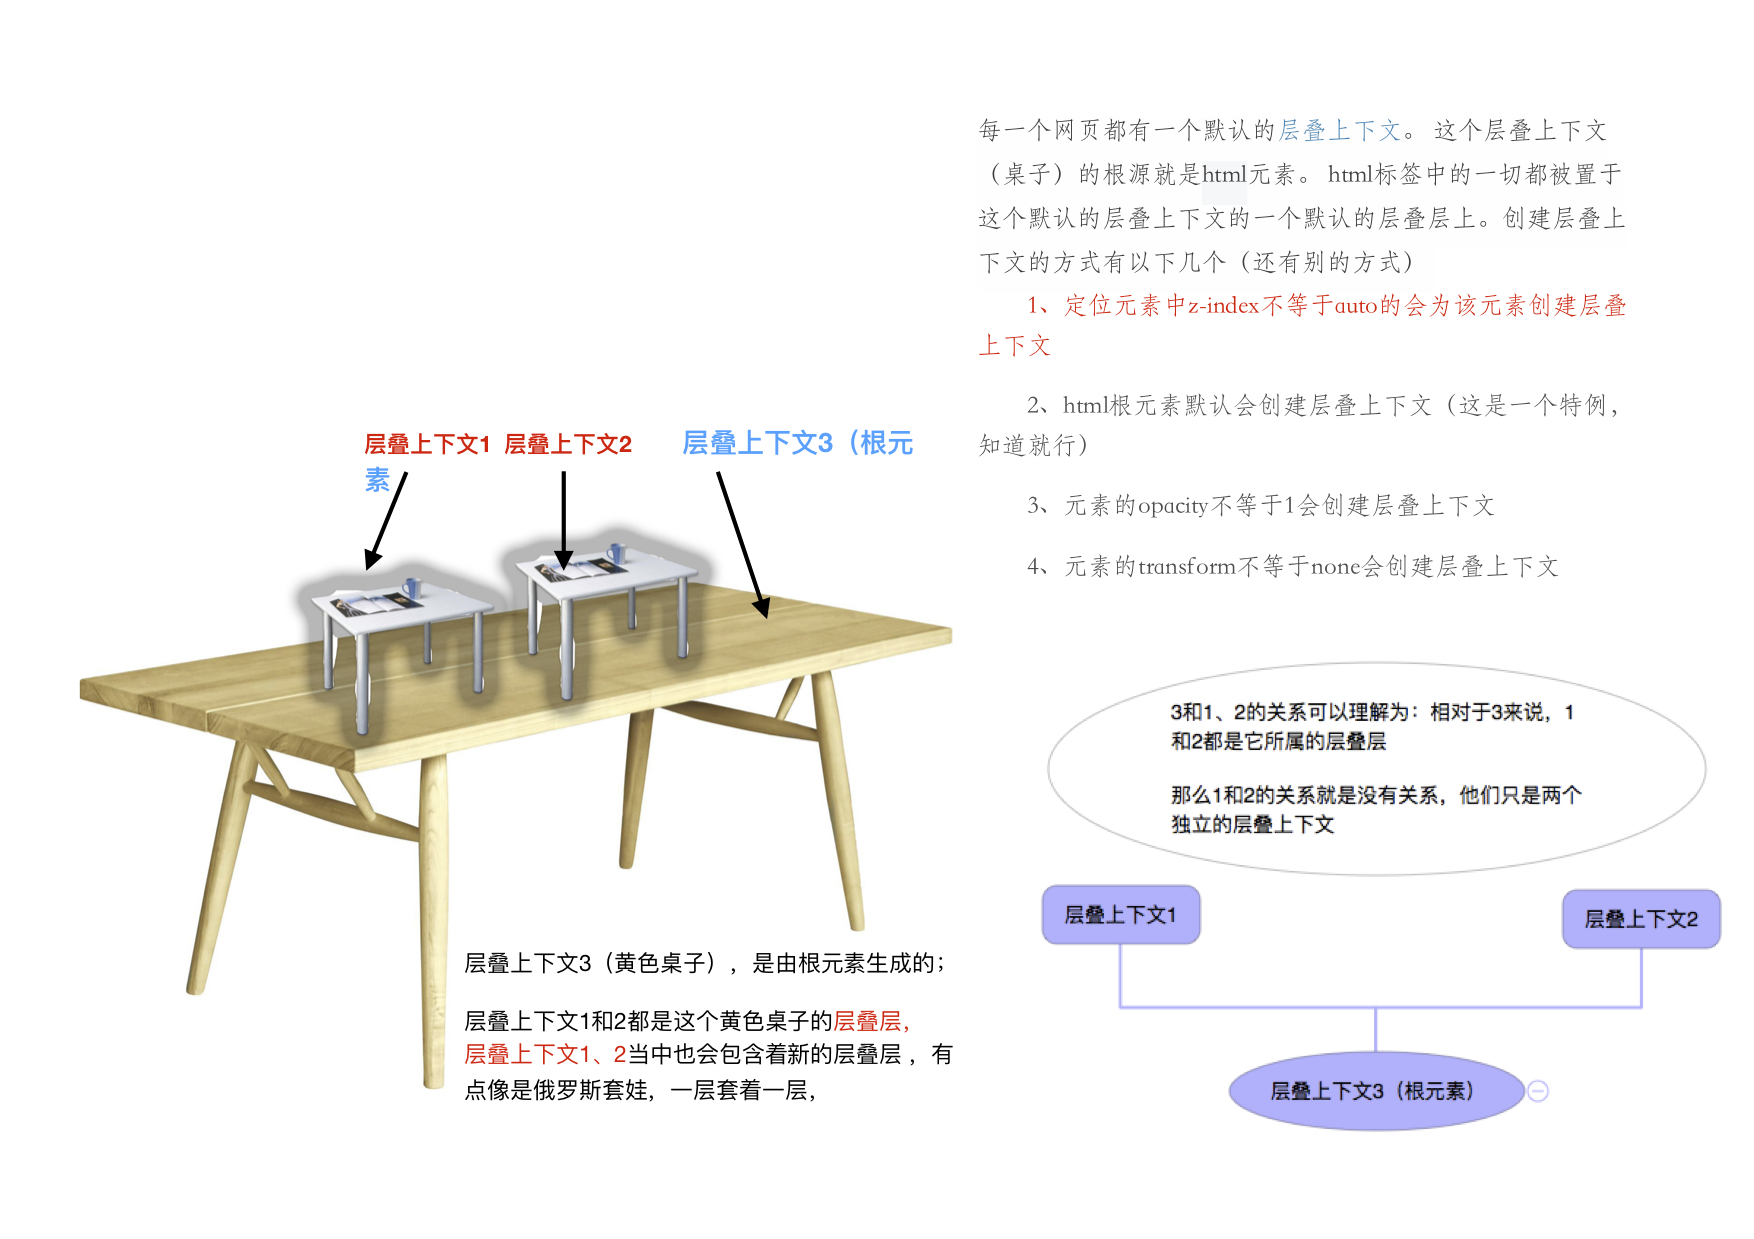 每一个网页都有一个默认的层叠上下文。 这个层叠上下文
（桌子）的根源就是html元素。 html标签中的一切都被置于
这个默认的层叠上下文的一个默认的层叠层上。创建层叠上
下文的方式有以下几个（还有别的方式）
1、定位元素中z-index不等于auto的会为该元素创建层叠
上下文
2、html根元素默认会创建层叠上下文（这是一个特例，
知道就行）
3、元素的opacity不等于1会创建层叠上下文
4、元素的transform不等于none会创建层叠上下文
层叠上下文1 层叠上下文2 层叠上下文3（根元
素
层叠上下文3（黄色桌子），是由根元素生成的；
层叠上下文1和2都是这个黄色桌子的层叠层，
层叠上下文1、2当中也会包含着新的层叠层 ，有
点像是俄罗斯套娃，一层套着一层，
3和1、2的关系可以理解为：相对于3来说，1
和2都是它所属的层叠层
那么1和2的关系就是没有关系，他们只是两个
独立的层叠上下文
层叠上下文1
层叠上下文2
层叠上下文3（根元素）